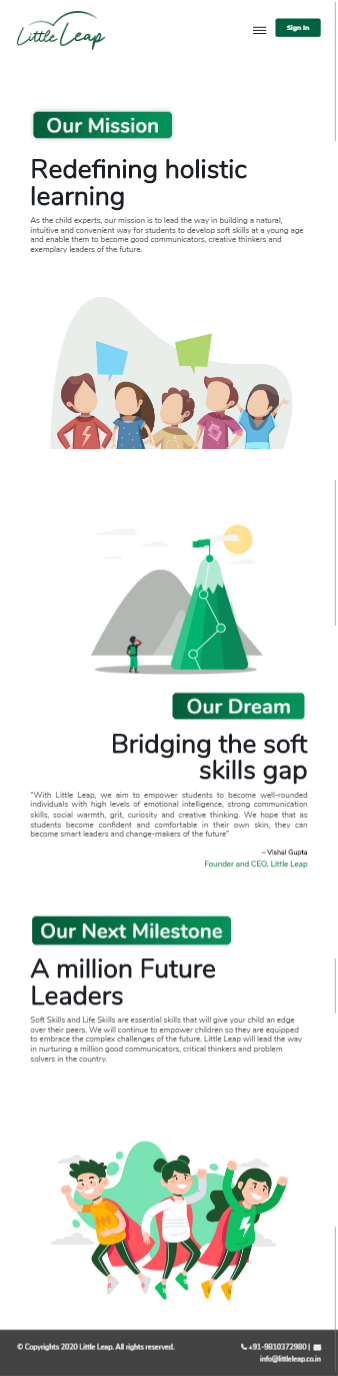 Little Leap
Sign In
Our Mission
Redefining holistic
learning
As the child experts, our mission is to lead the way in building a natural,
intuitive and convenient way for students to develop soft skills at a young age
and enable them to become good communicators, creative thinkers and
exemplary leaders of the future.
Our Dream
Bridging the soft
skills gap
"With Little Leap, we aim to empower students to become well-rounded
individuals with high levels of emotional intelligence, strong communication
skills, social warmth, grit, curiosity and creative thinking. We hope that as
students become confident and comfortable in their own skin, they can
become smart leaders and change-makers of the future"
– Vishal Gupta
Founder and CEO, Little Leap
Our Next Milestone
A million Future
Leaders
Soft Skills and Life Skills are essential skills that will give your child an edge
over their peers. We will continue to empower children so they are equipped
to embrace the complex challenges of the future. Little Leap will lead the way
in nurturing a million good communicators, critical thinkers and problem
solvers in the country.
© Copyrights 2020 Little Leap. All rights reserved.
+91-9810372980 |
info@littleleap.co.in